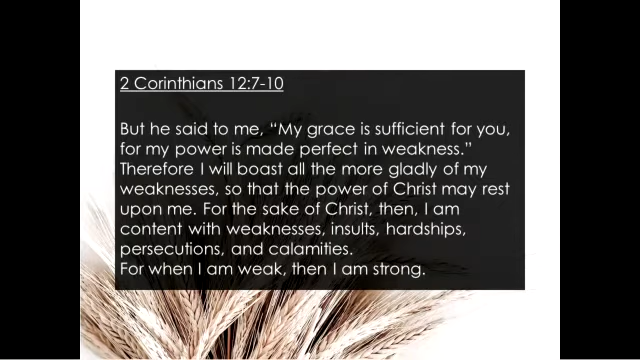 2 Corinthians 12:7-10
But he said to me, “My grace is sufficient for you,
for my power is made perfect in weakness.”
Therefore I will boast all the more gladly of my
weaknesses, so that the power of Christ may rest
upon me. For the sake of Christ, then, I am
content with weaknesses, insults, hardships,
persecutions, and calamities.
For when I am weak, then I am strong.